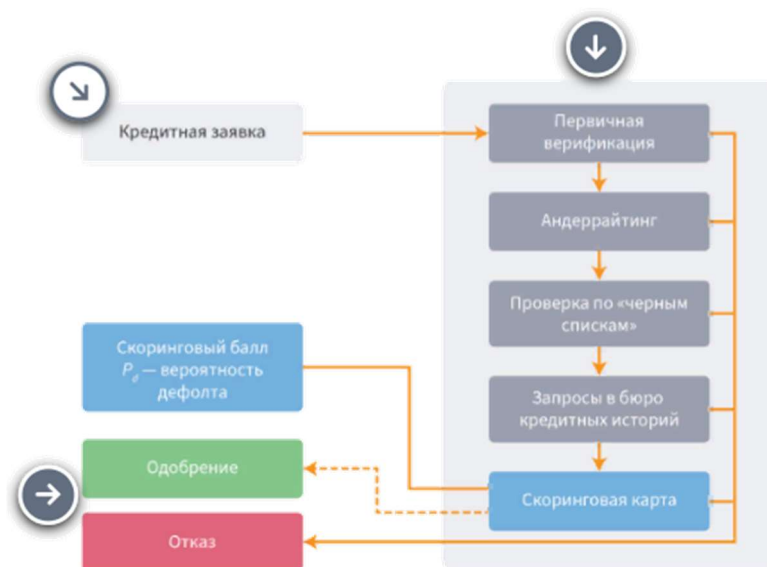 Кредитная заявка
Первичная
верификация
Андеррайтинг
Проверка по «черным
спискам»
Запросы в бюро
кредитных историй
Скоринговая карта
Скоринговый балл
P_d — вероятность
дефолта
Одобрение
Отказ